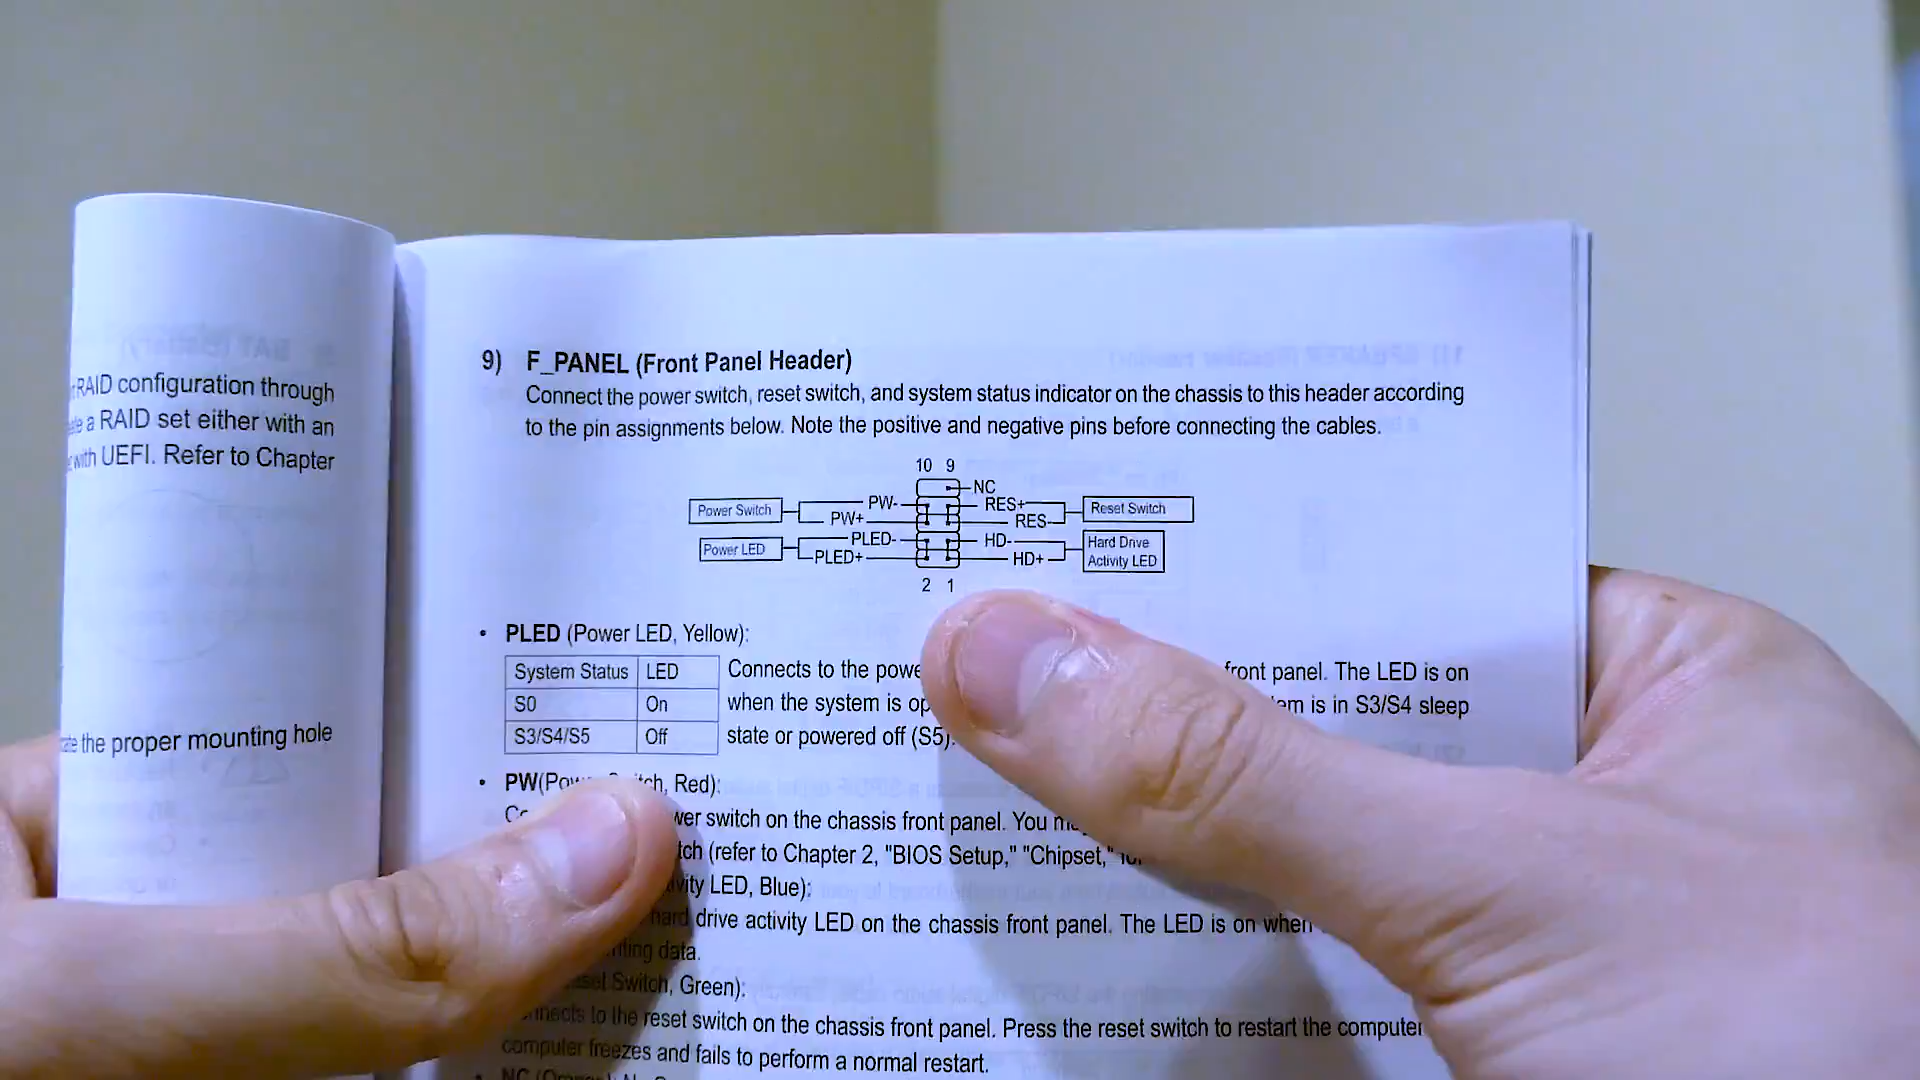 RAID configuration through
a RAID set either with an
with UEFI. Refer to Chapter
the proper mounting hole
9) F_PANEL (Front Panel Header)
Connect the power switch, reset switch, and system status indicator on the chassis to this header according
to the pin assignments below. Note the positive and negative pins before connecting the cables.
10 9
NC
Power Switch PW- RES+ Reset Switch
PW+ RES-
Power LED PLED- HD- Hard Drive
PLED+ HD+ Activity LED
2 1
• PLED (Power LED, Yellow):
System Status LED
S0 On
S3/S4/S5 Off
Connects to the front panel. The LED is on
when the system is is in S3/S4 sleep
state or powered off (S5).
• PW(Power Switch, Red):
switch on the chassis front panel. You
(refer to Chapter 2, "BIOS Setup," "Chipset,"
LED, Blue):
hard drive activity LED on the chassis front panel. The LED is on when
data.
Switch, Green):
to the reset switch on the chassis front panel. Press the reset switch to restart the computer
computer freezes and fails to perform a normal restart.